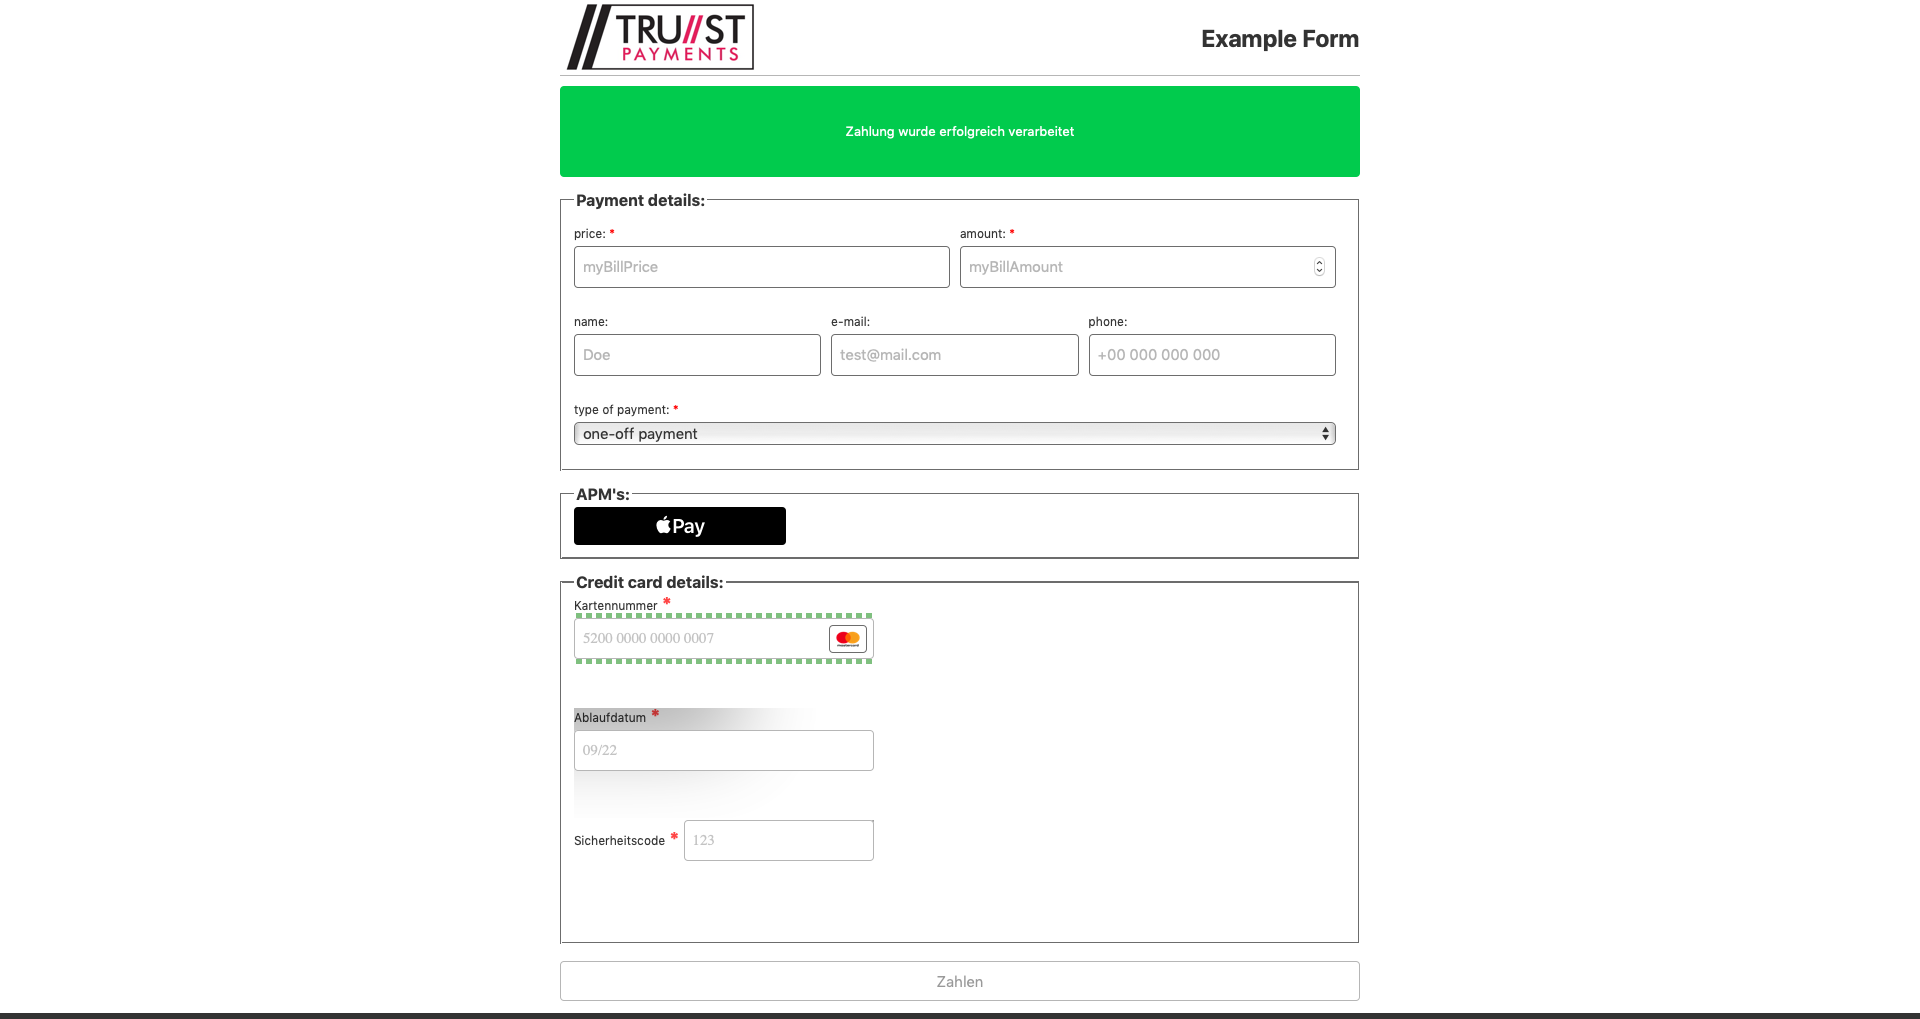 TRU//ST
PAYMENTS
Example Form
Zahlung wurde erfolgreich verarbeitet
Payment details:
price: *
amount: *
myBillPrice
myBillAmount
name:
e-mail:
phone:
Doe
test@mail.com
+00 000 000 000
type of payment: *
one-off payment
APM's:
Pay
Credit card details:
Kartennummer *
5200 0000 0000 0007
mastercard
Ablaufdatum *
09/22
Sicherheitscode *
123
Zahlen